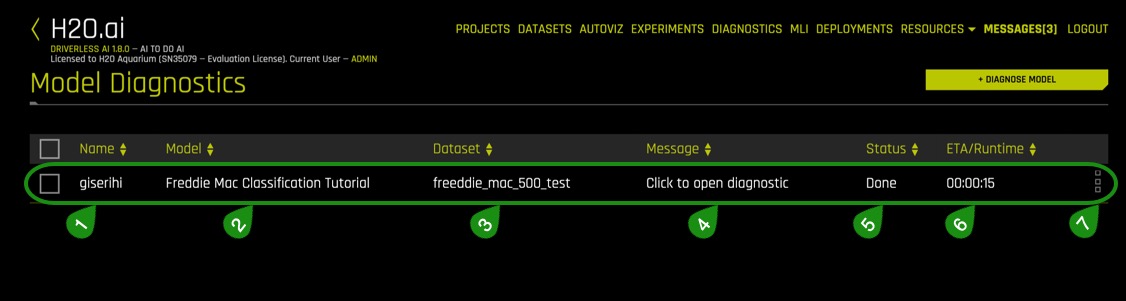 H2O.ai
PROJECTS DATASETS AUTOVIZ EXPERIMENTS DIAGNOSTICS MLI DEPLOYMENTS RESOURCES MESSAGES[3] LOGOUT
DRIVERLESS AI 1.8.0 – AI TO DO AI
Licensed to H2O Aquarium (SN35079 – Evaluation License). Current User – ADMIN
Model Diagnostics
+ DIAGNOSE MODEL
Name Model Dataset Message Status ETA/Runtime
giserihi Freddie Mac Classification Tutorial freeddie_mac_500_test Click to open diagnostic Done 00:00:15
1 2 3 4 5 6 7